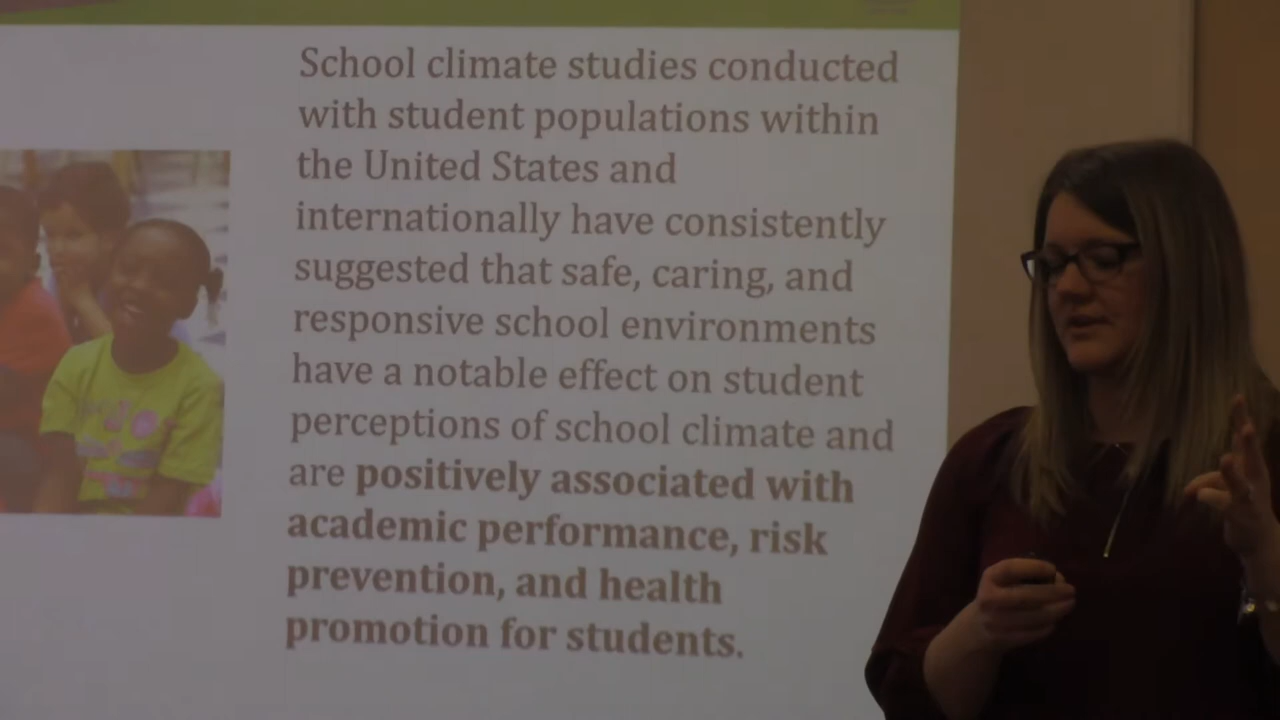 School climate studies conducted
with student populations within
the United States and
internationally have consistently
suggested that safe, caring, and
responsive school environments
have a notable effect on student
perceptions of school climate and
are positively associated with
academic performance, risk
prevention, and health
promotion for students.